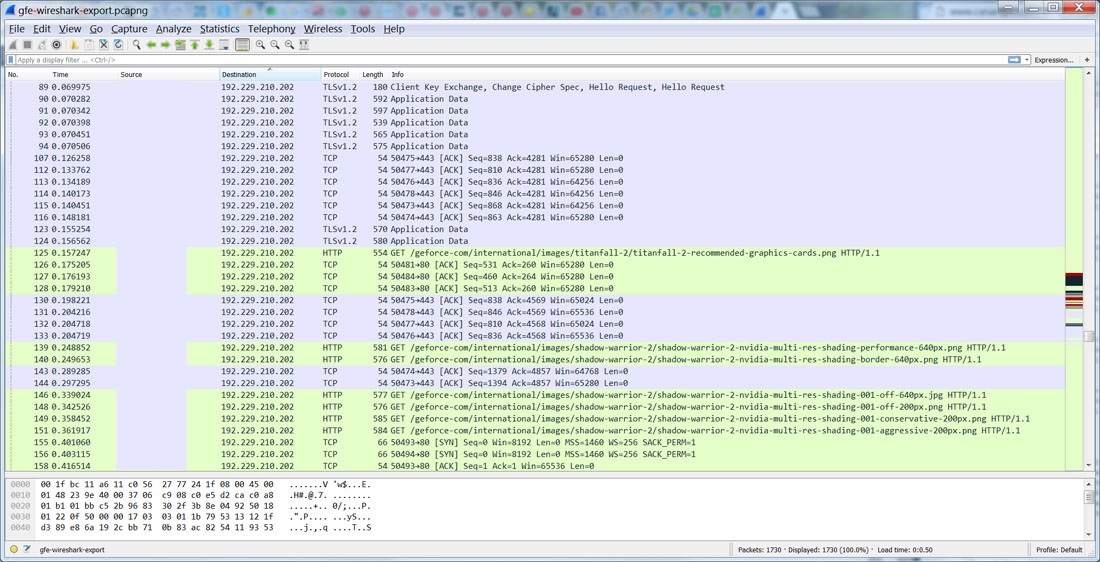 gfe-wireshark-export.pcapng
File Edit View Go Capture Analyze Statistics Telephony Wireless Tools Help
Apply a display filter ... <Ctrl-/> Expression... +
No. Time Source Destination Protocol Length Info
89 0.069975 192.229.210.202 TLSv1.2 180 Client Key Exchange, Change Cipher Spec, Hello Request, Hello Request
90 0.070282 192.229.210.202 TLSv1.2 592 Application Data
91 0.070342 192.229.210.202 TLSv1.2 597 Application Data
92 0.070398 192.229.210.202 TLSv1.2 539 Application Data
93 0.070451 192.229.210.202 TLSv1.2 565 Application Data
94 0.070506 192.229.210.202 TLSv1.2 575 Application Data
107 0.126258 192.229.210.202 TCP 54 50475→443 [ACK] Seq=838 Ack=4281 Win=65280 Len=0
112 0.133762 192.229.210.202 TCP 54 50477→443 [ACK] Seq=810 Ack=4281 Win=65280 Len=0
113 0.134189 192.229.210.202 TCP 54 50476→443 [ACK] Seq=836 Ack=4281 Win=64256 Len=0
114 0.140173 192.229.210.202 TCP 54 50478→443 [ACK] Seq=846 Ack=4281 Win=64256 Len=0
115 0.140451 192.229.210.202 TCP 54 50473→443 [ACK] Seq=868 Ack=4281 Win=64256 Len=0
116 0.148181 192.229.210.202 TCP 54 50474→443 [ACK] Seq=863 Ack=4281 Win=65280 Len=0
123 0.155254 192.229.210.202 TLSv1.2 570 Application Data
124 0.156562 192.229.210.202 TLSv1.2 580 Application Data
125 0.157247 192.229.210.202 HTTP 554 GET /geforce-com/international/images/titanfall-2/titanfall-2-recommended-graphics-cards.png HTTP/1.1
126 0.175205 192.229.210.202 TCP 54 50481→80 [ACK] Seq=531 Ack=260 Win=65280 Len=0
127 0.176193 192.229.210.202 TCP 54 50484→80 [ACK] Seq=460 Ack=264 Win=65280 Len=0
128 0.179210 192.229.210.202 TCP 54 50483→80 [ACK] Seq=513 Ack=260 Win=65280 Len=0
130 0.198221 192.229.210.202 TCP 54 50475→443 [ACK] Seq=838 Ack=4569 Win=65024 Len=0
131 0.204216 192.229.210.202 TCP 54 50478→443 [ACK] Seq=846 Ack=4569 Win=65536 Len=0
132 0.204718 192.229.210.202 TCP 54 50477→443 [ACK] Seq=810 Ack=4568 Win=65024 Len=0
133 0.204719 192.229.210.202 TCP 54 50476→443 [ACK] Seq=836 Ack=4568 Win=65536 Len=0
139 0.248852 192.229.210.202 HTTP 581 GET /geforce-com/international/images/shadow-warrior-2/shadow-warrior-2-nvidia-multi-res-shading-performance-640px.png HTTP/1.1
140 0.249653 192.229.210.202 HTTP 576 GET /geforce-com/international/images/shadow-warrior-2/shadow-warrior-2-nvidia-multi-res-shading-border-640px.png HTTP/1.1
143 0.289285 192.229.210.202 TCP 54 50474→443 [ACK] Seq=1379 Ack=4857 Win=64768 Len=0
144 0.297295 192.229.210.202 TCP 54 50473→443 [ACK] Seq=1394 Ack=4857 Win=65280 Len=0
146 0.339024 192.229.210.202 HTTP 577 GET /geforce-com/international/images/shadow-warrior-2/shadow-warrior-2-nvidia-multi-res-shading-001-off-640px.jpg HTTP/1.1
148 0.342526 192.229.210.202 HTTP 576 GET /geforce-com/international/images/shadow-warrior-2/shadow-warrior-2-nvidia-multi-res-shading-001-off-200px.png HTTP/1.1
149 0.358452 192.229.210.202 HTTP 585 GET /geforce-com/international/images/shadow-warrior-2/shadow-warrior-2-nvidia-multi-res-shading-001-conservative-200px.png HTTP/1.1
151 0.361917 192.229.210.202 HTTP 584 GET /geforce-com/international/images/shadow-warrior-2/shadow-warrior-2-nvidia-multi-res-shading-001-aggressive-200px.png HTTP/1.1
155 0.401060 192.229.210.202 TCP 66 50493→80 [SYN] Seq=0 Win=8192 Len=0 MSS=1460 WS=256 SACK_PERM=1
156 0.403115 192.229.210.202 TCP 66 50494→80 [SYN] Seq=0 Win=8192 Len=0 MSS=1460 WS=256 SACK_PERM=1
158 0.416514 192.229.210.202 TCP 54 50493→80 [ACK] Seq=1 Ack=1 Win=65536 Len=0
0000 00 1f bc 11 a6 11 c0 56 27 77 24 1f 08 00 45 00 .......V 'w$...E.
0010 01 48 23 9e 40 00 37 06 c9 08 c0 e5 d2 ca c0 a8 .H#.@.7. ........
0020 01 b1 01 bb c5 2b 96 83 30 2f 3b 8e 04 92 50 18 .....+.. 0/;...P.
0030 01 22 0f 50 00 00 17 03 03 01 1b 79 53 13 12 1f .".P.... ...yS...
0040 d3 89 e8 6a 19 2c bb 71 0b 83 ac 82 54 11 93 53 ...j.,.q ....T..S
gfe-wireshark-export Packets: 1730 · Displayed: 1730 (100.0%) · Load time: 0:0.50 Profile: Default